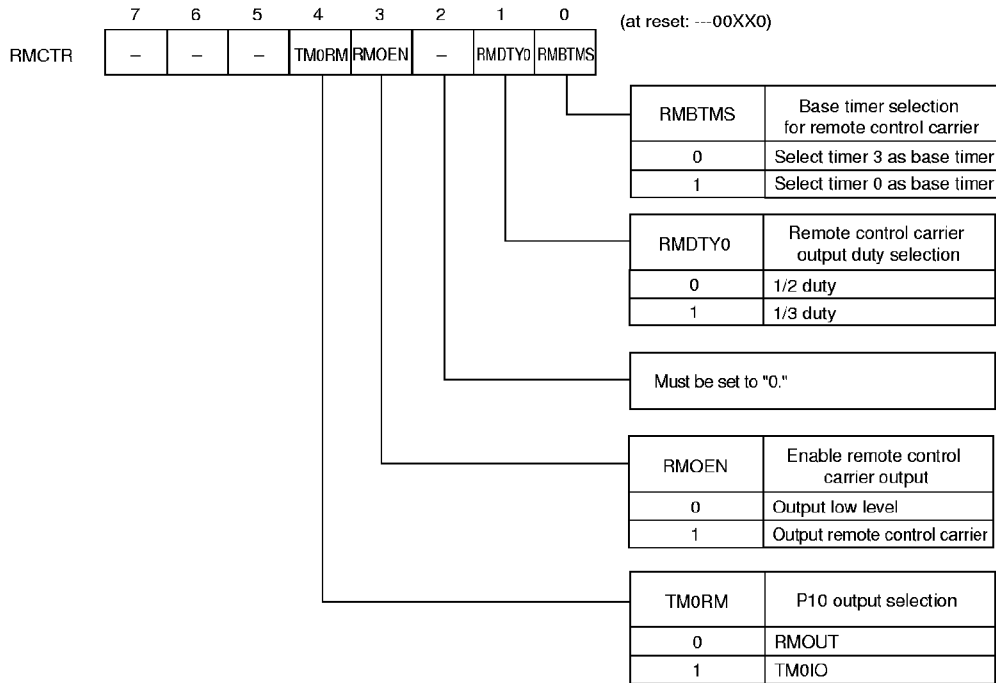 7 6 5 4 3 2 1 0 (at reset: ---00XX0)
RMCTR – – – TM0RM RMOEN – RMDTY0 RMBTMS
RMBTMS Base timer selection
for remote control carrier
0 Select timer 3 as base timer
1 Select timer 0 as base timer
RMDTY0 Remote control carrier
output duty selection
0 1/2 duty
1 1/3 duty
Must be set to "0."
RMOEN Enable remote control
carrier output
0 Output low level
1 Output remote control carrier
TM0RM P10 output selection
0 RMOUT
1 TM0IO